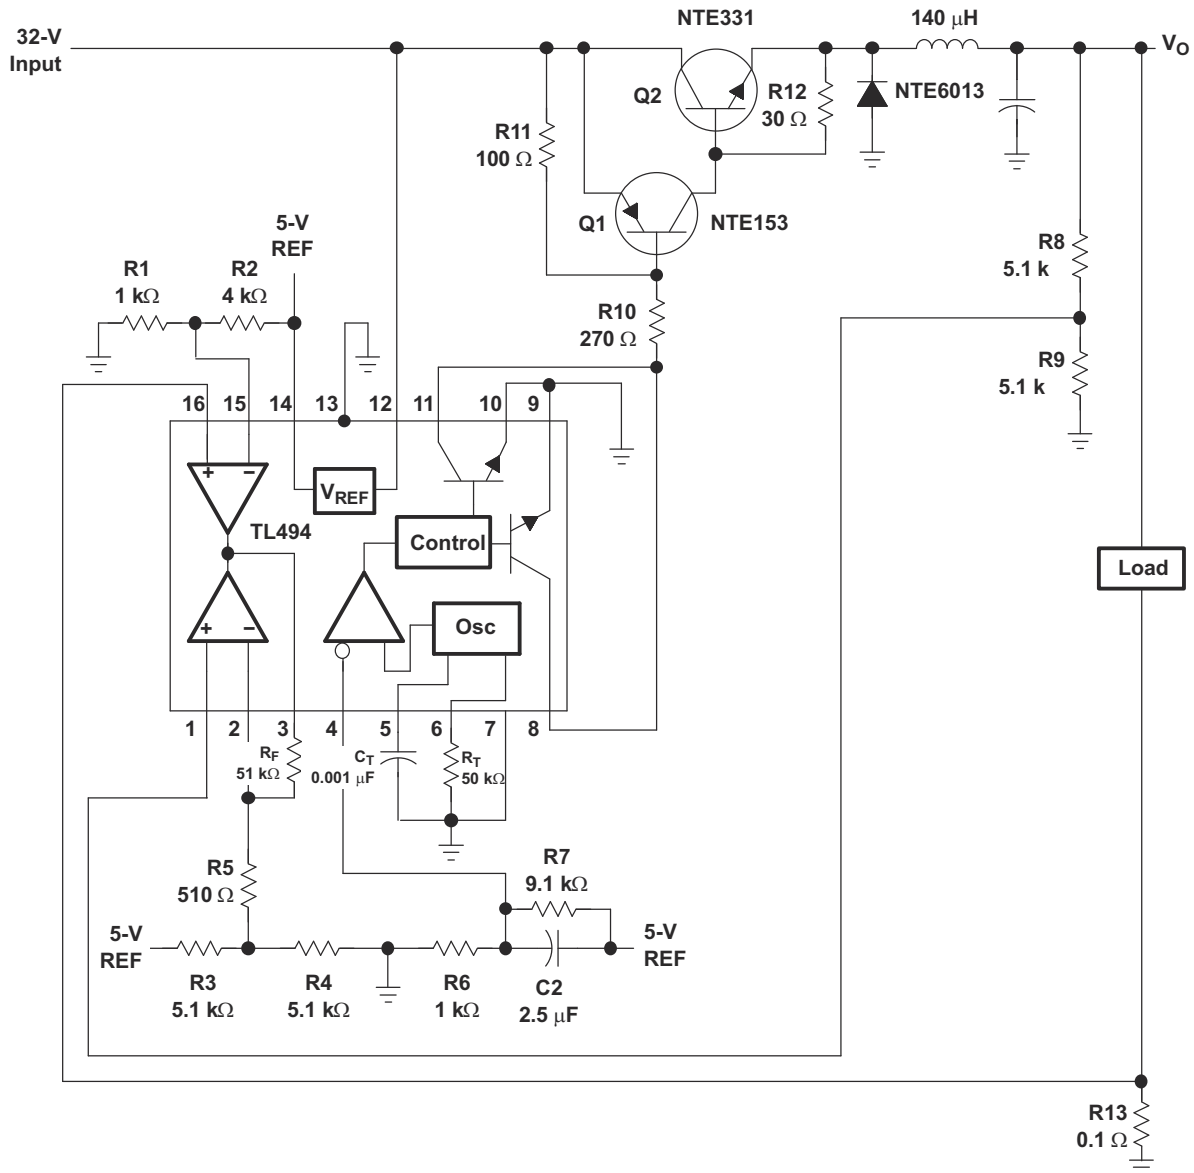 NTE331
140 μH
32-V
Input
VO
Q2
R12
30 Ω
NTE6013
R11
100 Ω
Q1
NTE153
5-V
REF
R1
1 kΩ
R2
4 kΩ
R8
5.1 k
R10
270 Ω
R9
5.1 k
16 15 14 13 12 11 10 9
+ −
VREF
TL494
Control
Load
+ −
Osc
1 2 3 4 5 6 7 8
RF
51 kΩ
CT
0.001 μF
RT
50 kΩ
R5
510 Ω
R7
9.1 kΩ
5-V
REF
5-V
REF
R3
5.1 kΩ
R4
5.1 kΩ
R6
1 kΩ
C2
2.5 μF
R13
0.1 Ω